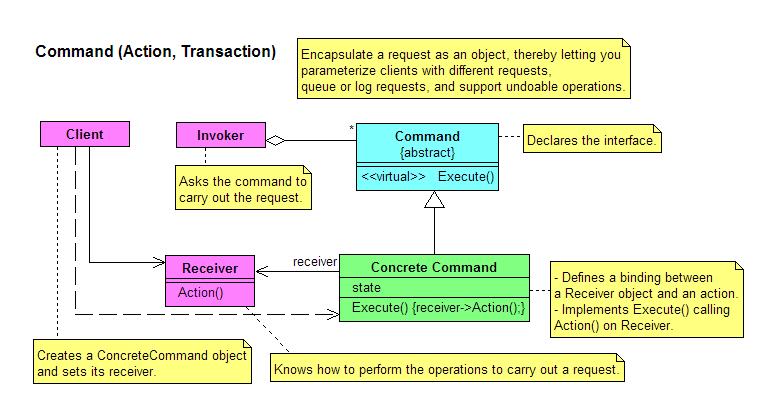 Command (Action, Transaction)
Encapsulate a request as an object, thereby letting you
parameterize clients with different requests,
queue or log requests, and support undoable operations.
Client
Invoker
*
Command
{abstract}
<<virtual>> Execute()
Declares the interface.
Asks the command to
carry out the request.
Receiver
Action()
receiver
Concrete Command
state
Execute() {receiver->Action();}
- Defines a binding between
a Receiver object and an action.
- Implements Execute() calling
Action() on Receiver.
Creates a ConcreteCommand object
and sets its receiver.
Knows how to perform the operations to carry out a request.